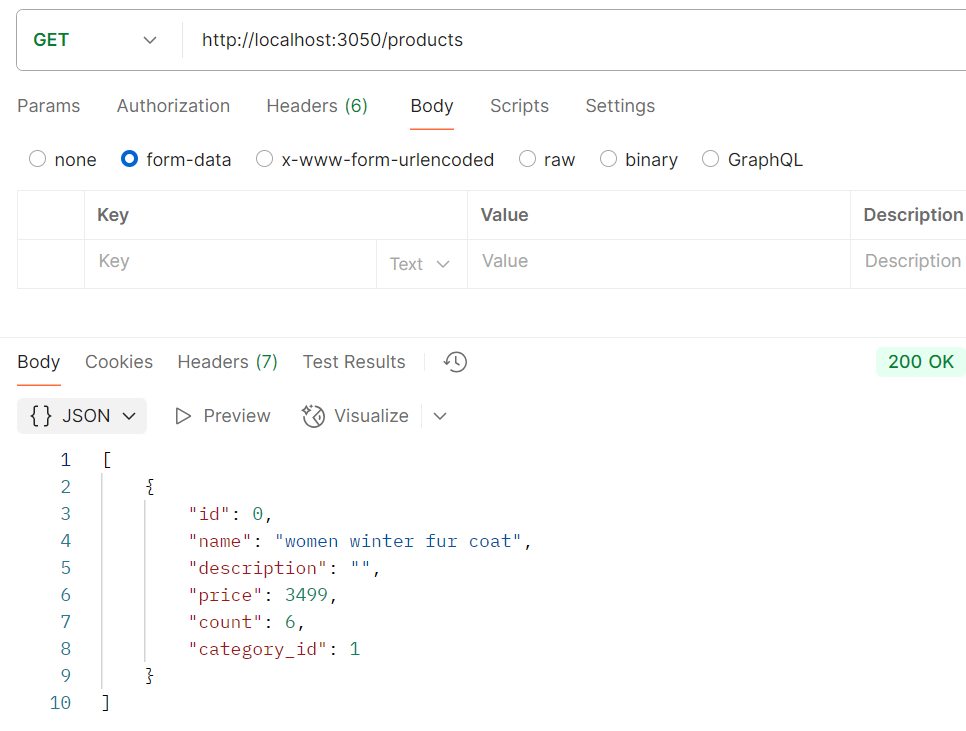 GET http://localhost:3050/products
Params Authorization Headers (6) Body Scripts Settings
none form-data x-www-form-urlencoded raw binary GraphQL
Key Value Description
Key Text Value Description
Body Cookies Headers (7) Test Results 200 OK
{} JSON Preview Visualize
1 [
2 {
3 "id": 0,
4 "name": "women winter fur coat",
5 "description": "",
6 "price": 3499,
7 "count": 6,
8 "category_id": 1
9 }
10 ]